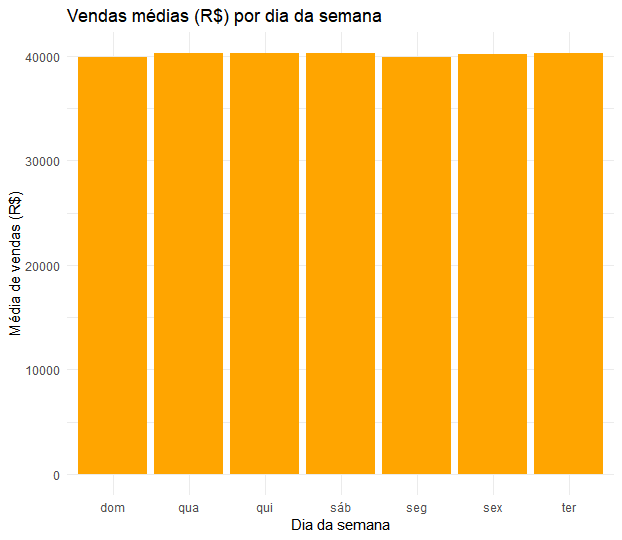 Vendas médias (R$) por dia da semana
Média de vendas (R$)
40000
30000
20000
10000
0
dom qua qui sáb seg sex ter
Dia da semana